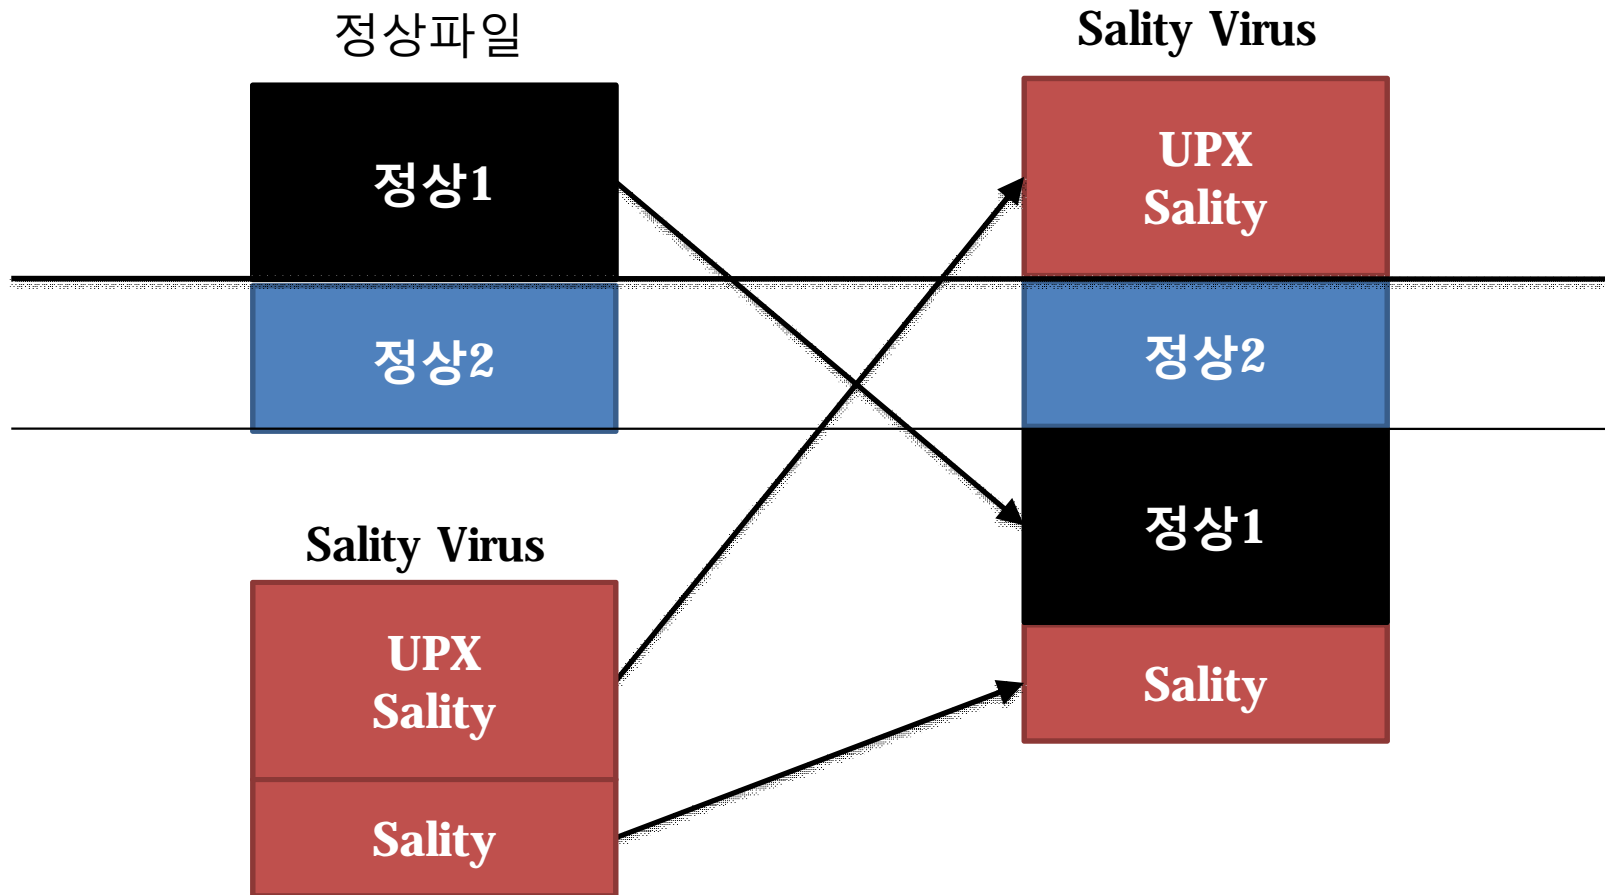 정상파일
정상1
정상2
Sality Virus
UPX
Sality
Sality
Sality Virus
UPX
Sality
정상2
정상1
Sality